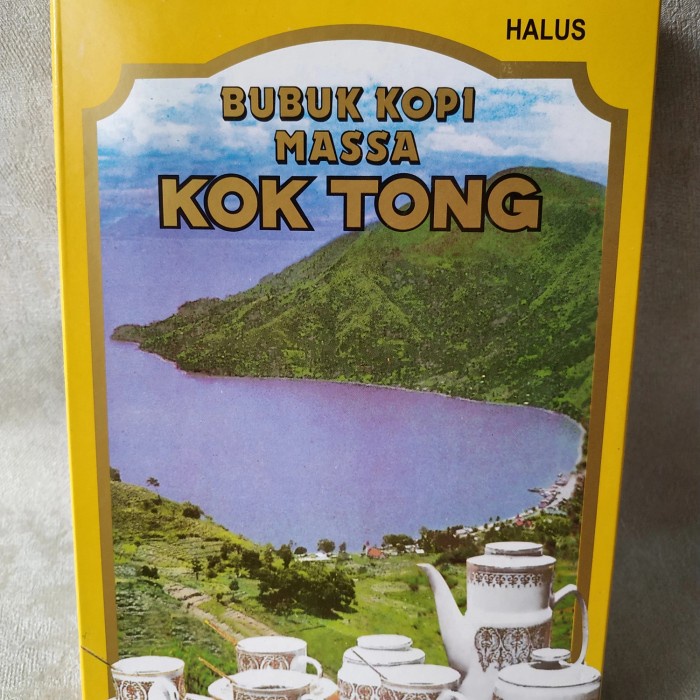 HALUS
BUBUK KOPI
MASSA
KOK TONG